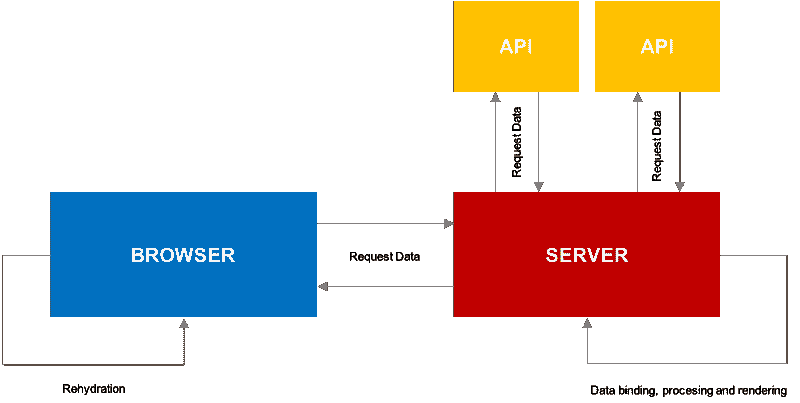 API
API
Request Data
Request Data
BROWSER
Request Data
SERVER
Rehydration
Data binding, procesing and rendering